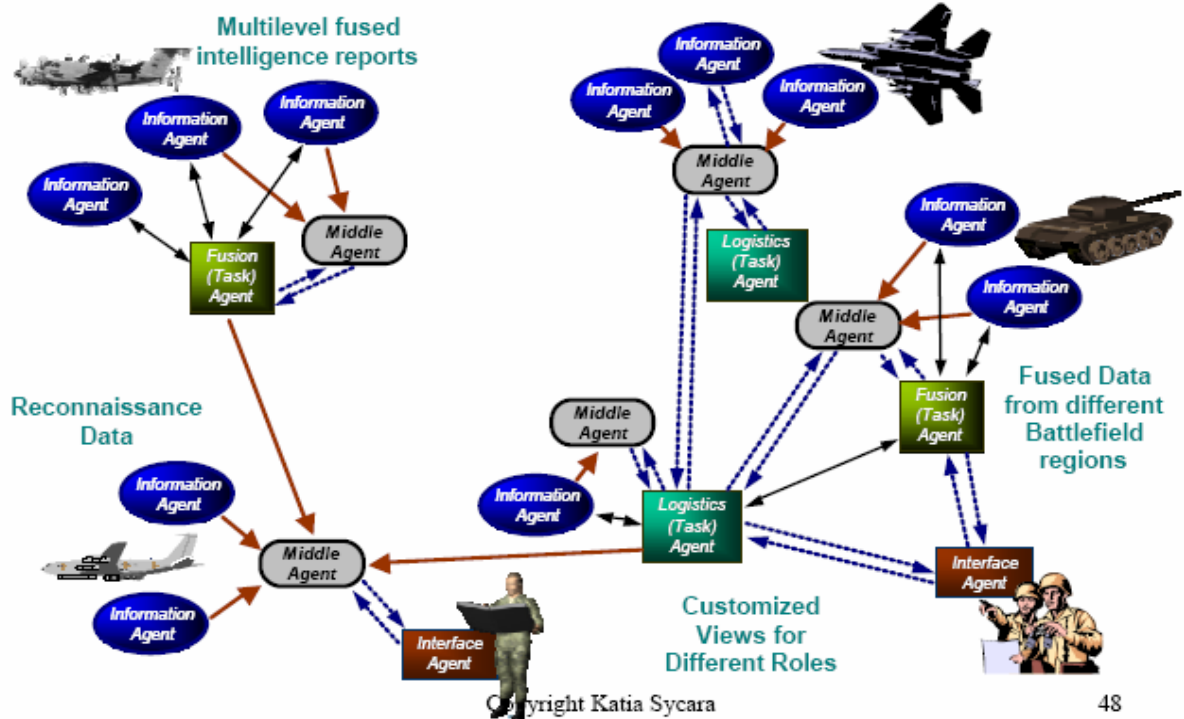 Multilevel fused
intelligence reports
Information
Agent
Information
Agent
Information
Agent
Middle
Agent
Fusion
(Task)
Agent
Information
Agent
Information
Agent
Information
Agent
Middle
Agent
Logistics
(Task)
Agent
Information
Agent
Information
Agent
Middle
Agent
Fusion
(Task)
Agent
Fused Data
from different
Battlefield
regions
Reconnaissance
Data
Information
Agent
Information
Agent
Middle
Agent
Interface
Agent
Middle
Agent
Information
Agent
Logistics
(Task)
Agent
Interface
Agent
Customized
Views for
Different Roles
Copyright Katia Sycara
48